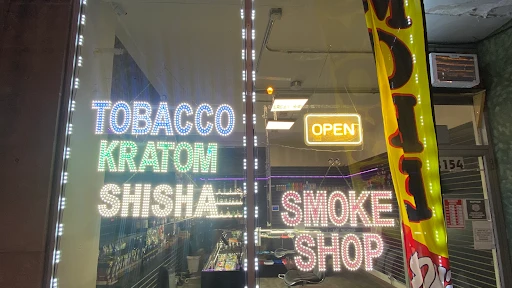 TOBACCO
KRATOM
SHISHA
OPEN
SMOKE
SHOP
154